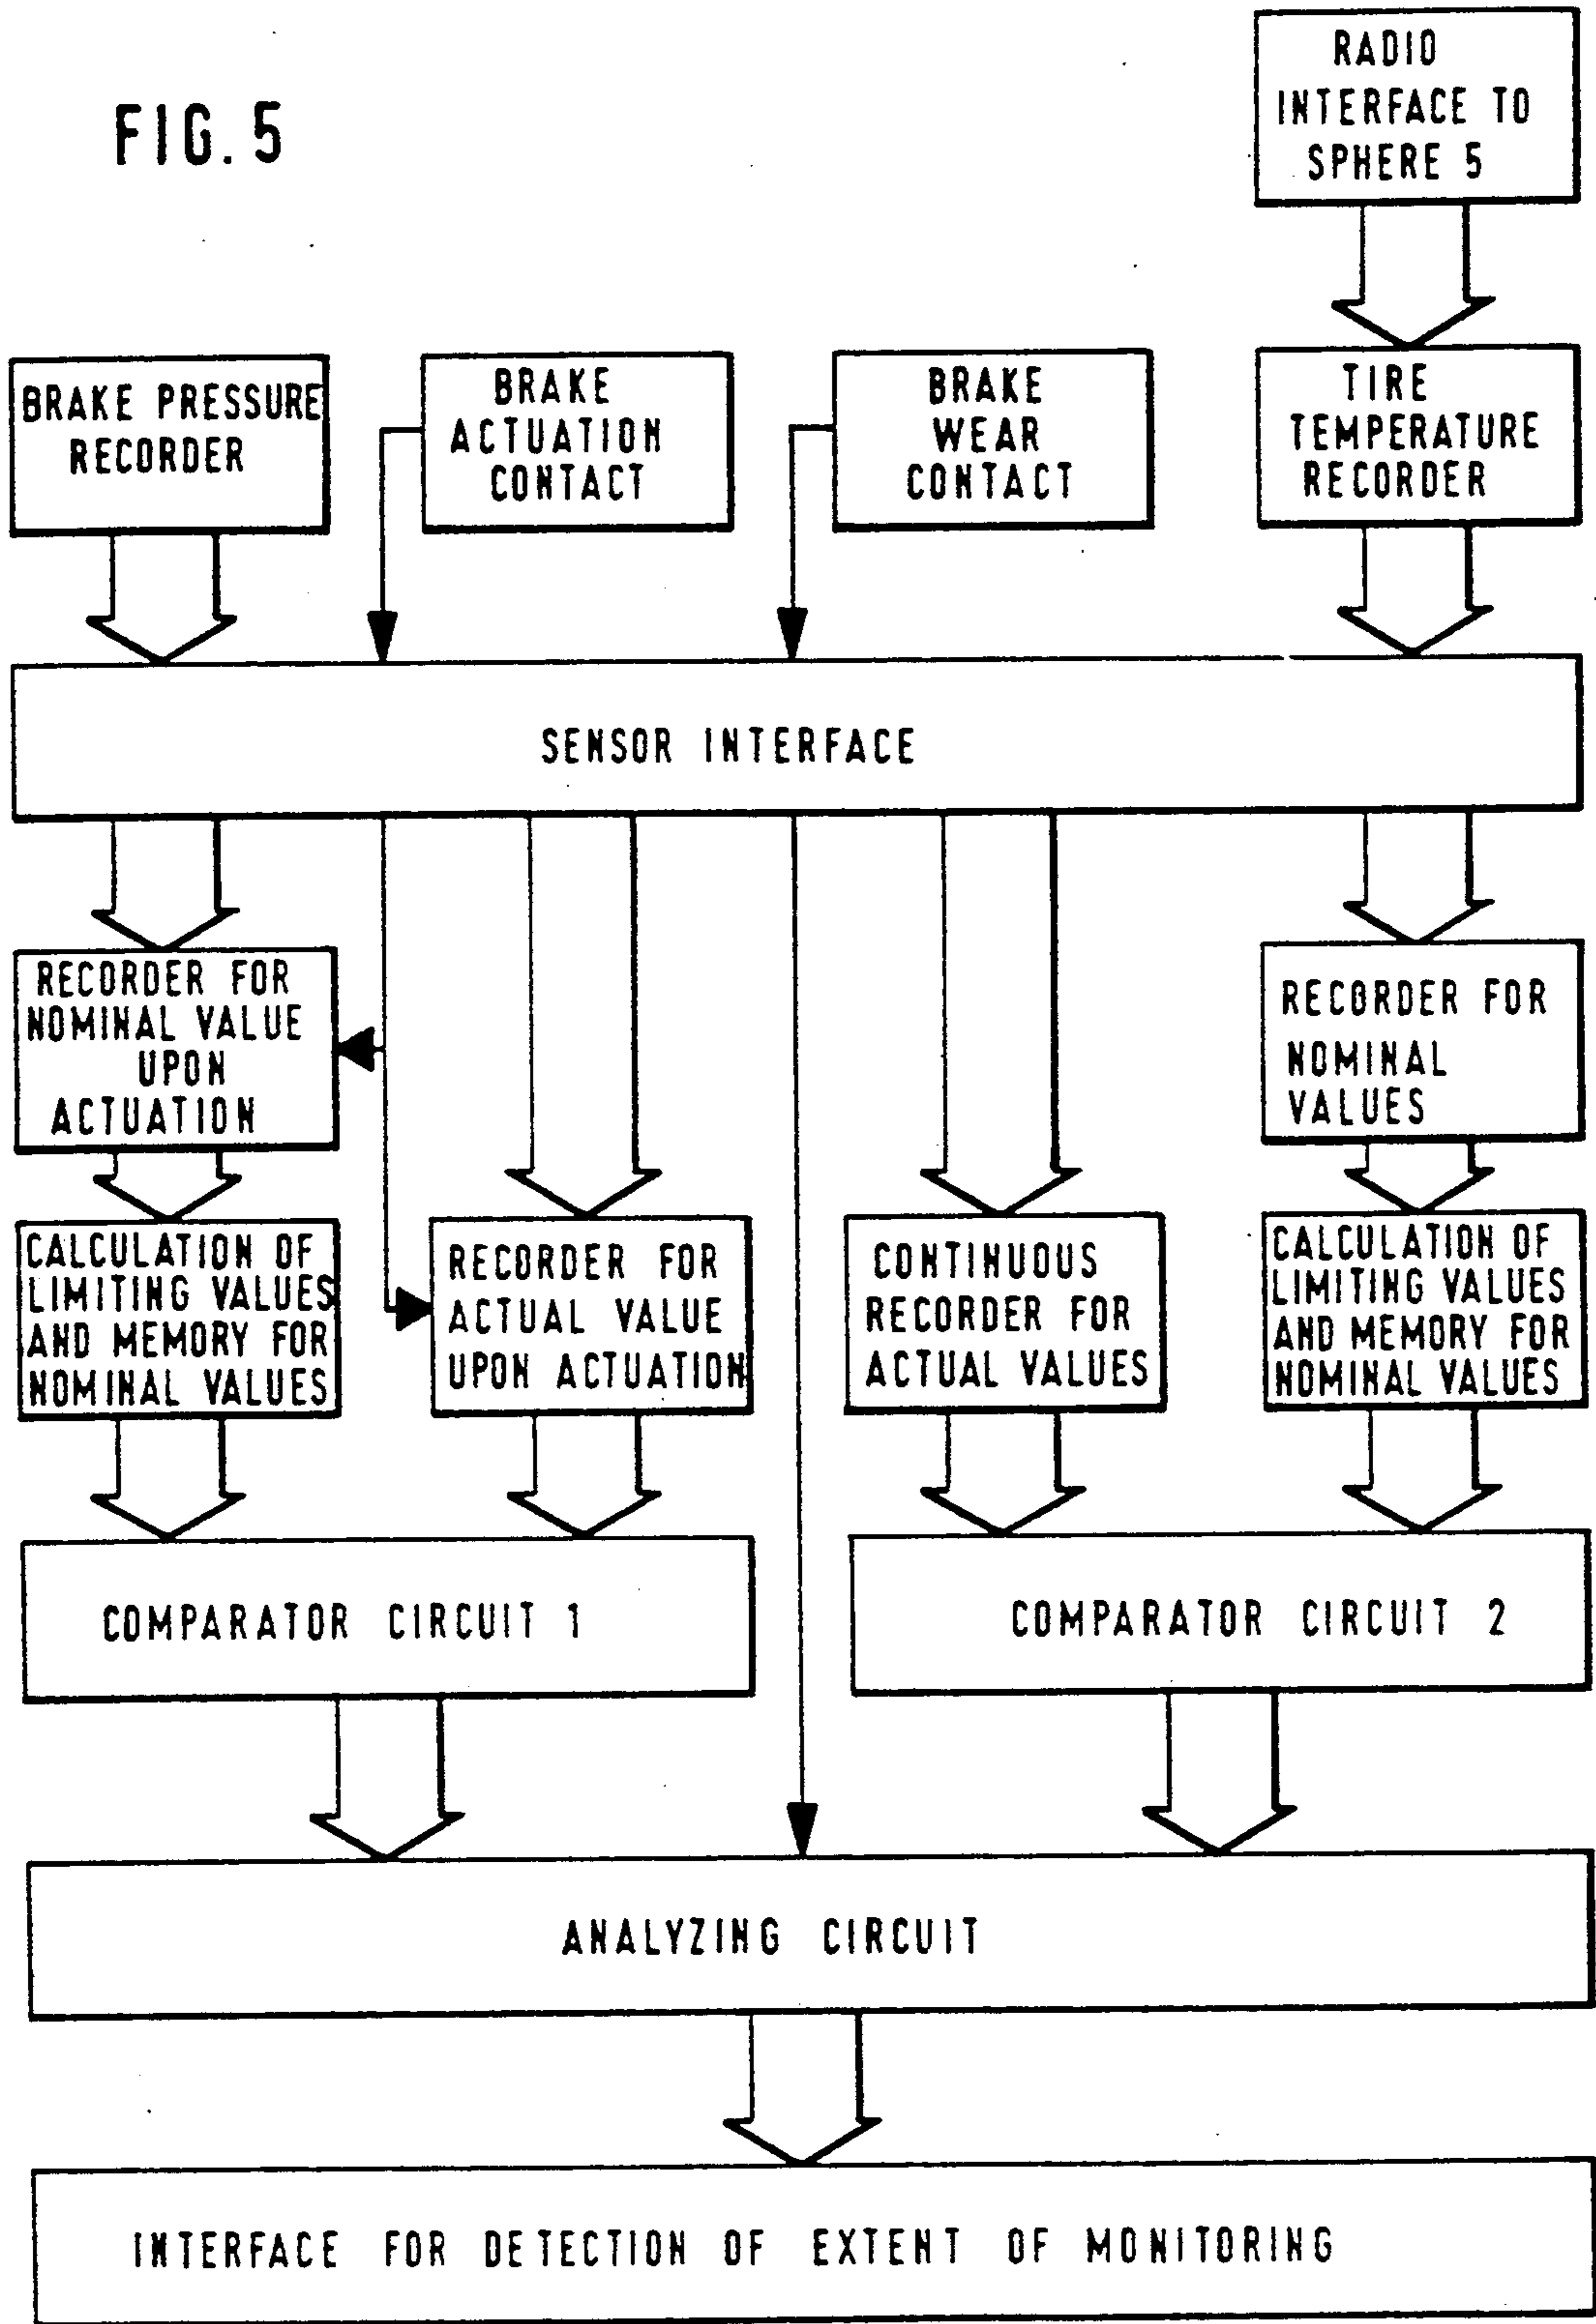 FIG. 5
RADIO
INTERFACE TO
SPHERE 5
BRAKE PRESSURE
RECORDER
BRAKE
ACTUATION
CONTACT
BRAKE
WEAR
CONTACT
TIRE
TEMPERATURE
RECORDER
SENSOR INTERFACE
RECORDER FOR
NOMINAL VALUE
UPON
ACTUATION
RECORDER FOR
NOMINAL
VALUES
CALCULATION OF
LIMITING VALUES
AND MEMORY FOR
NOMINAL VALUES
RECORDER FOR
ACTUAL VALUE
UPON ACTUATION
CONTINUOUS
RECORDER FOR
ACTUAL VALUES
CALCULATION OF
LIMITING VALUES
AND MEMORY FOR
NOMINAL VALUES
COMPARATOR CIRCUIT 1
COMPARATOR CIRCUIT 2
ANALYZING CIRCUIT
INTERFACE FOR DETECTION OF EXTENT OF MONITORING